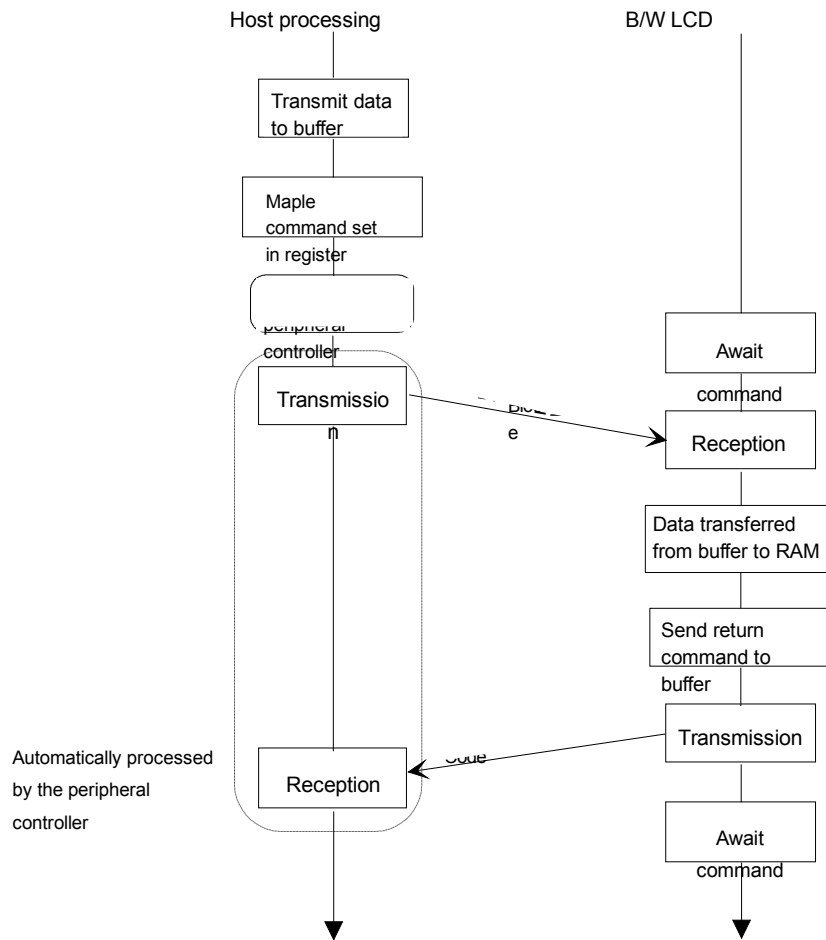 Host processing
B/W LCD
Transmit data
to buffer
Maple
command set
in register
peripheral
controller
Await
command
Transmissio
n
e
Reception
Data transferred
from buffer to RAM
Send return
command to
buffer
Transmission
Code
Automatically processed
by the peripheral
controller
Reception
Await
command